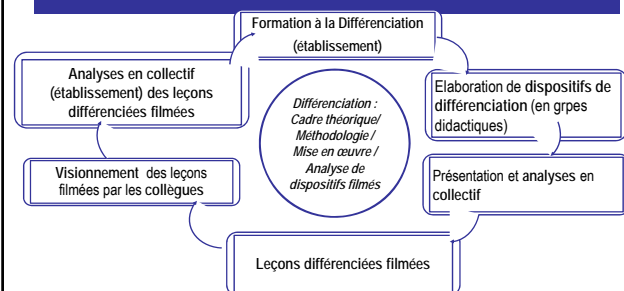 Formation à la Différenciation
(établissement)
Analyses en collectif
(établissement) des leçons
différenciées filmées
Différenciation :
Cadre théorique/
Méthodologie /
Mise en œuvre /
Analyse de
dispositifs filmés
Elaboration de dispositifs de
différenciation (en grpes
didactiques)
Visionnement des leçons
filmées par les collègues
Présentation et analyses en
collectif
Leçons différenciées filmées